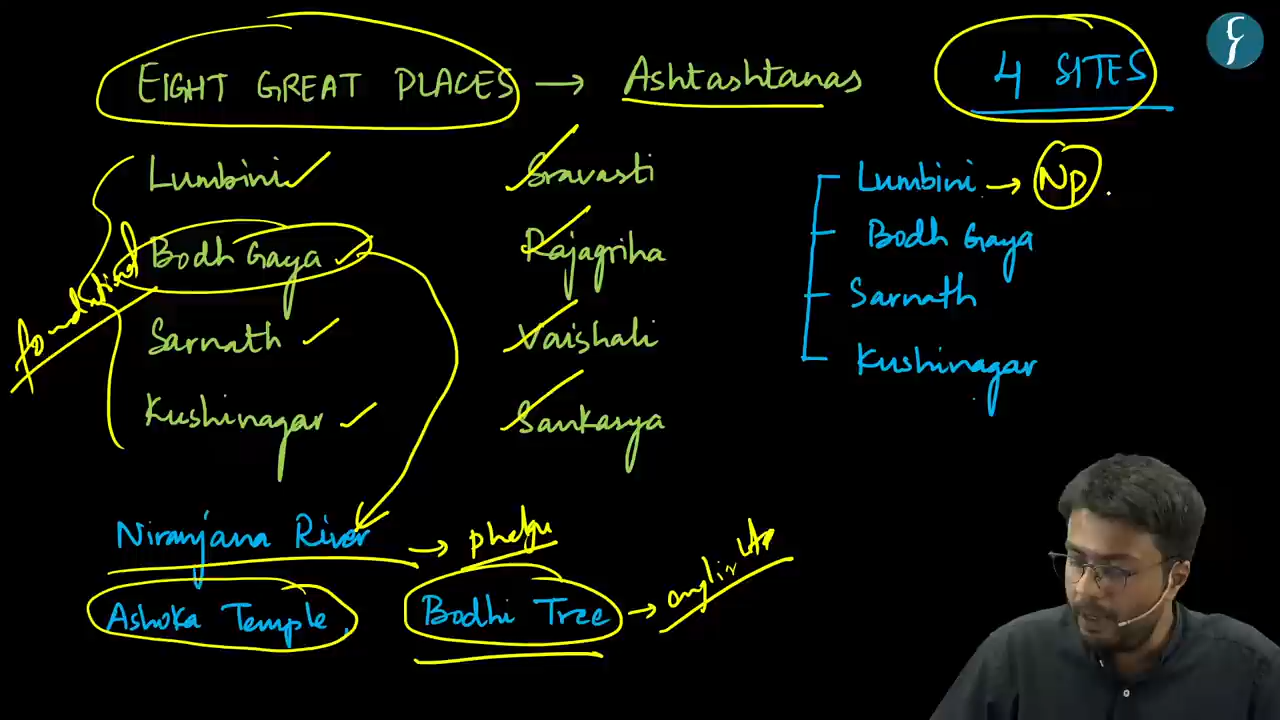 EIGHT GREAT PLACES → Ashtashtanas
4 SITES
Lumbini
Sravasti
Bodh Gaya
Rajagriha
Sarnath
Vaishali
Kushinagar
Sankasya
Niranjana River →
Ashoka Temple
Bodhi Tree →
Lumbini → Np
Bodh Gaya
Sarnath
Kushinagar